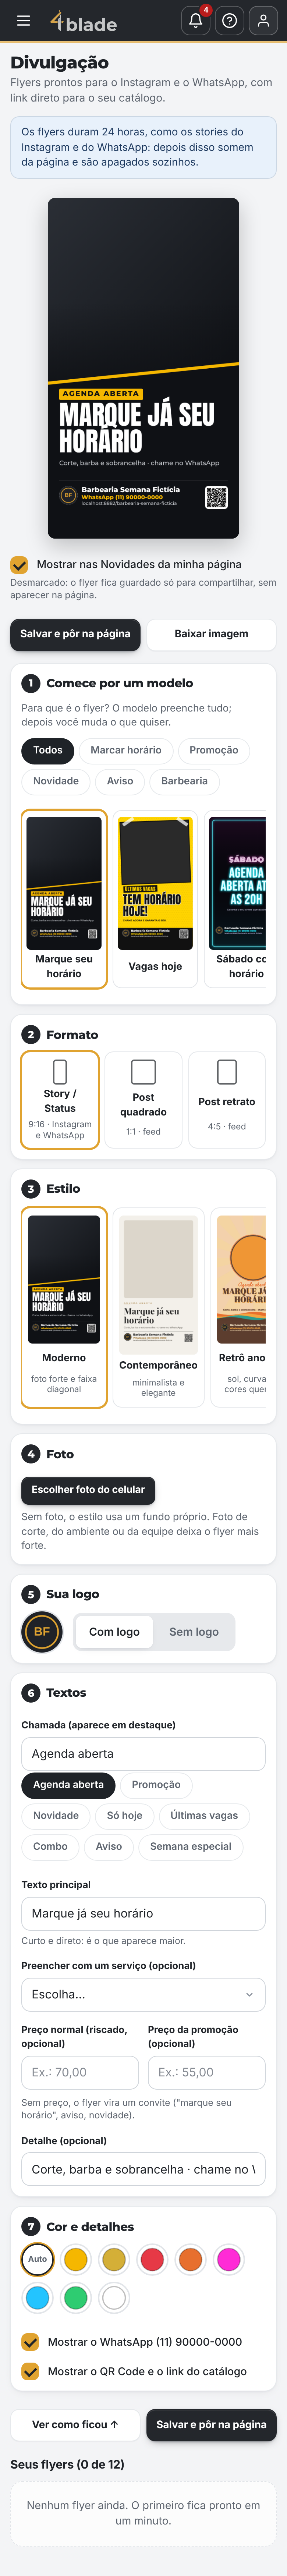 4blade
4
Divulgação
Flyers prontos para o Instagram e o WhatsApp, com
link direto para o seu catálogo.
Os flyers duram 24 horas, como os stories do
Instagram e do WhatsApp: depois disso somem
da página e são apagados sozinhos.
AGENDA ABERTA
MARQUE JÁ SEU
HORÁRIO
Corte, barba e sobrancelha · chame no WhatsApp
BF
Barbearia Semana Fictícia
WhatsApp (11) 90000-0000
localhost:8882/barbearia-semana-ficticia
Mostrar nas Novidades da minha página
Desmarcado: o flyer fica guardado só para compartilhar, sem
aparecer na página.
Salvar e pôr na página
Baixar imagem
1 Comece por um modelo
Para que é o flyer? O modelo preenche tudo;
depois você muda o que quiser.
Todos
Marcar horário
Promoção
Novidade
Aviso
Barbearia
AGENDA ABERTA
MARQUE JÁ SEU
HORÁRIO
Marque seu
horário
ÚLTIMAS VAGAS
TEM HORÁRIO
HOJE!
Vagas hoje
SÁBADO
AGENDA
ABERTA AT
ÀS 20H
Sábado co
horário
2 Formato
Story /
Status
9:16 · Instagram
e WhatsApp
Post
quadrado
1:1 · feed
Post retrato
4:5 · feed
3 Estilo
AGENDA ABERTA
MARQUE JÁ SEU
HORÁRIO
Moderno
foto forte e faixa
diagonal
Marque já seu
horário
Contemporâneo
minimalista e
elegante
MARQUE JÁ
HORÁRI
Retrô ano
sol, curva
cores que
4 Foto
Escolher foto do celular
Sem foto, o estilo usa um fundo próprio. Foto de
corte, do ambiente ou da equipe deixa o flyer mais
forte.
5 Sua logo
BF
Com logo
Sem logo
6 Textos
Chamada (aparece em destaque)
Agenda aberta
Agenda aberta
Promoção
Novidade
Só hoje
Últimas vagas
Combo
Aviso
Semana especial
Texto principal
Marque já seu horário
Curto e direto: é o que aparece maior.
Preencher com um serviço (opcional)
Escolha...
Preço normal (riscado,
opcional)
Ex.: 70,00
Preço da promoção
(opcional)
Ex.: 55,00
Sem preço, o flyer vira um convite ("marque seu
horário", aviso, novidade).
Detalhe (opcional)
Corte, barba e sobrancelha · chame no \
7 Cor e detalhes
Auto
Mostrar o WhatsApp (11) 90000-0000
Mostrar o QR Code e o link do catálogo
Ver como ficou ↑
Salvar e pôr na página
Seus flyers (0 de 12)
Nenhum flyer ainda. O primeiro fica pronto em
um minuto.